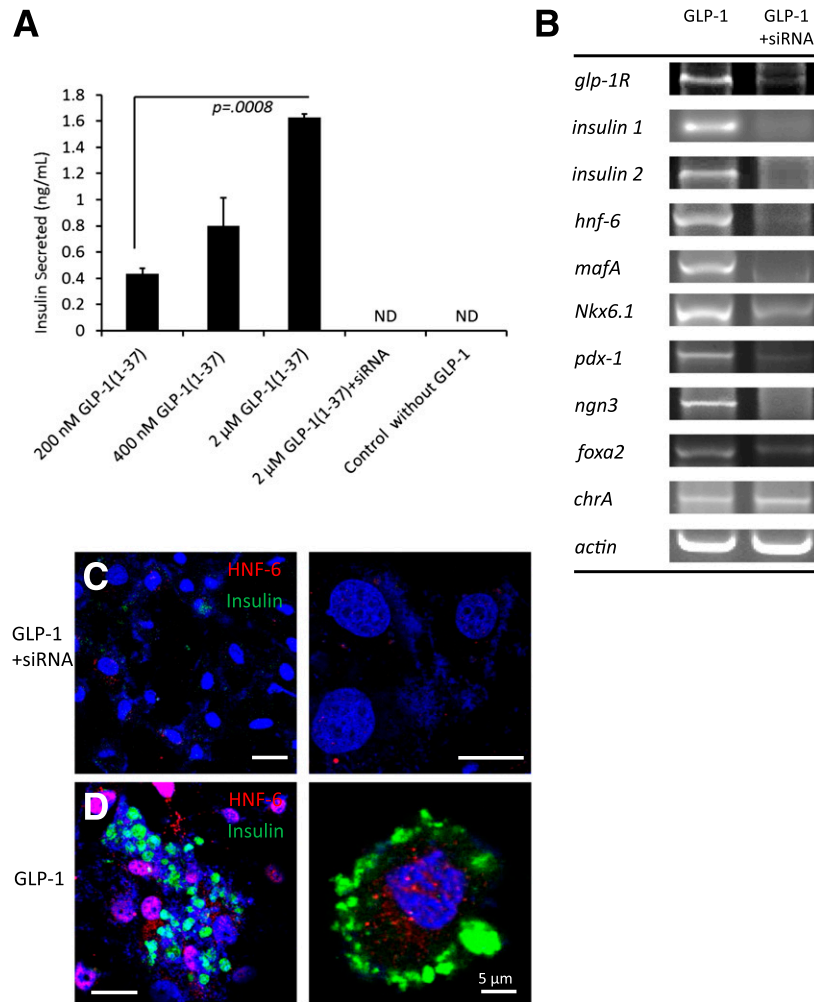 A
Insulin Secreted (ng/mL)
1.8
1.6
1.4
1.2
1
0.8
0.6
0.4
0.2
0
p=.0008
ND
ND
200 nM GLP-1(1-37)
400 nM GLP-1(1-37)
2 µM GLP-1(1-37)
2 µM GLP-1(1-37)+siRNA
Control without GLP-1
B
GLP-1
GLP-1
+siRNA
glp-1R
insulin 1
insulin 2
hnf-6
mafA
Nkx6.1
pdx-1
ngn3
foxa2
chrA
actin
GLP-1
+siRNA
C
HNF-6
Insulin
GLP-1
D
HNF-6
Insulin
5 µm